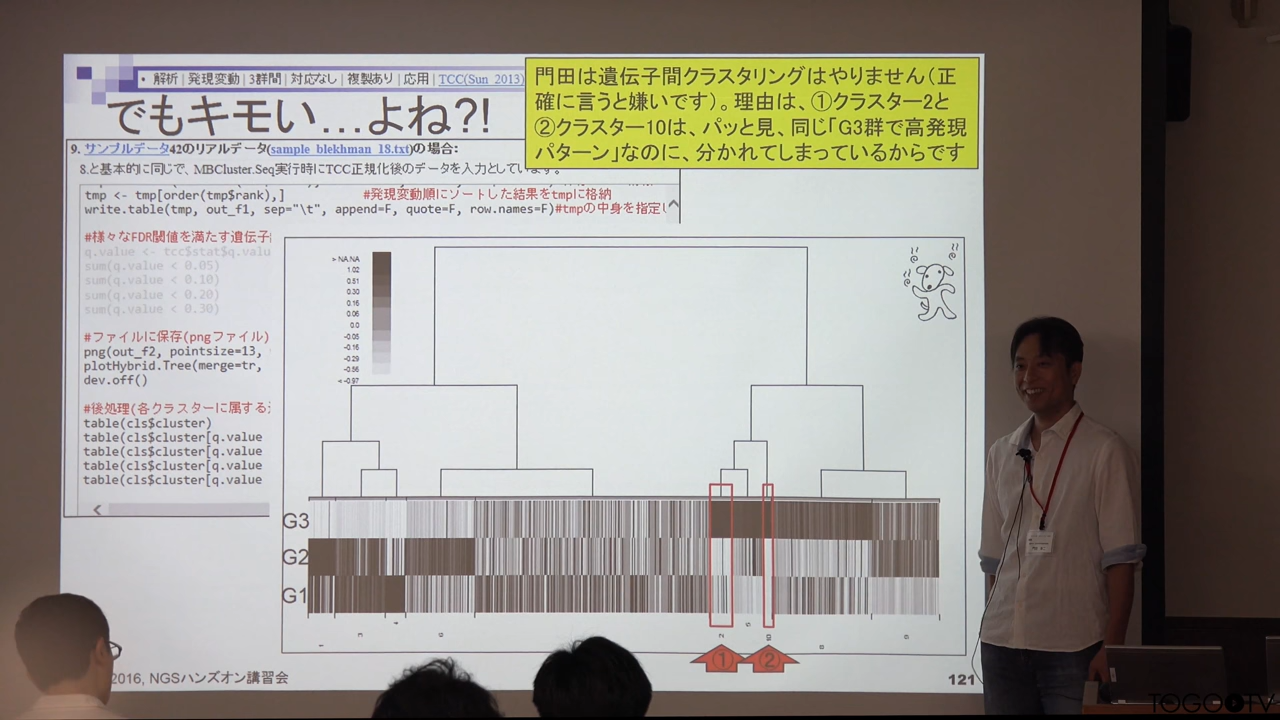 • 解析 | 発現変動 | 3群間 | 対応なし | 複製あり | 応用 | TCC(Sun_2013)
でもキモい…よね?!
門田は遺伝子間クラスタリングはやりません(正
確に言うと嫌いです)。理由は、①クラスター2と
②クラスター10は、パッと見、同じ「G3群で高発現
パターン」なのに、分かれてしまっているからです
9. サンプルデータ42のリアルデータ(sample_blekhman_18.txt)の場合:
8.と基本的に同じで、MBCluster.Seq実行時にTCC正規化後のデータを入力としています。
tmp <- tmp[order(tmp$rank),] #発現変動順にソートした結果をtmpに格納
write.table(tmp, out_f1, sep="\t", append=F, quote=F, row.names=F)#tmpの中身を指定し
#様々なFDR閾値を満たす遺伝子
q.value <- tcc$stat$q.valu
sum(q.value < 0.05)
sum(q.value < 0.10)
sum(q.value < 0.20)
sum(q.value < 0.30)
#ファイルに保存(pngファイル)
png(out_f2, pointsize=13,
plotHybrid.Tree(merge=tr,
dev.off()
#後処理(各クラスターに属する
table(cls$cluster)
table(cls$cluster[q.value
table(cls$cluster[q.value
table(cls$cluster[q.value
table(cls$cluster[q.value
> NA.NA
1.02
0.51
0.30
0.16
0.06
0.0
-0.05
-0.16
-0.29
-0.56
< -0.97
G3
G2
G1
① ②
2016, NGSハンズオン講習会
121
TOGOTV